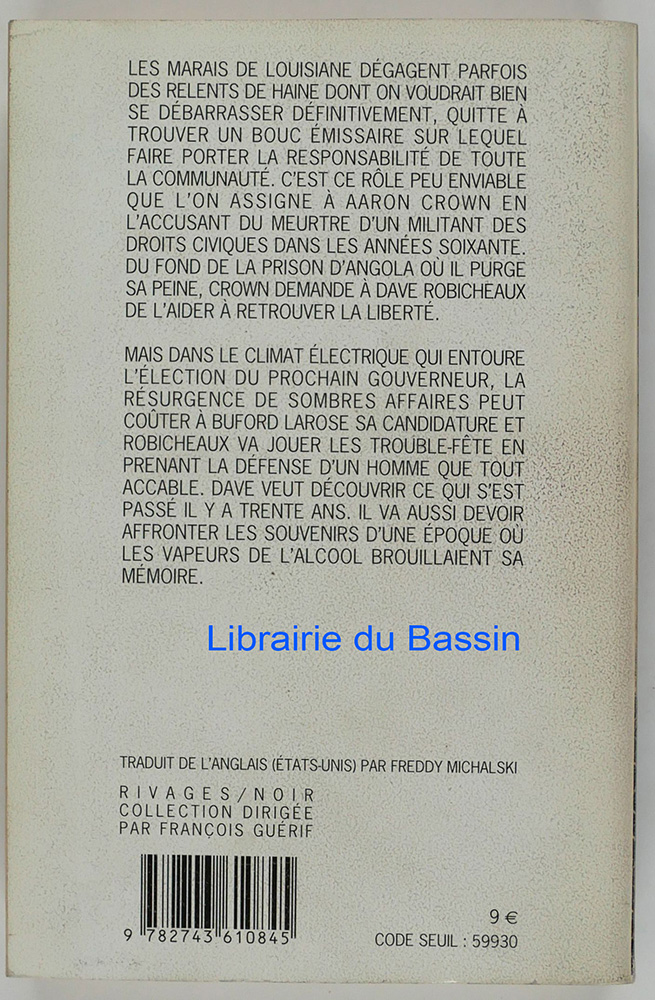 LES MARAIS DE LOUISIANE DÉGAGENT PARFOIS
DES RELENTS DE HAINE DONT ON VOUDRAIT BIEN
SE DÉBARRASSER DÉFINITIVEMENT, QUITTE À
TROUVER UN BOUC ÉMISSAIRE SUR LEQUEL
FAIRE PORTER LA RESPONSABILITÉ DE TOUTE
LA COMMUNAUTÉ. C'EST CE RÔLE PEU ENVIABLE
QUE L'ON ASSIGNE À AARON CROWN EN
L'ACCUSANT DU MEURTRE D'UN MILITANT DES
DROITS CIVIQUES DANS LES ANNÉES SOIXANTE.
DU FOND DE LA PRISON D'ANGOLA OÙ IL PURGE
SA PEINE, CROWN DEMANDE À DAVE ROBICHEAUX
DE L'AIDER À RETROUVER LA LIBERTÉ.
MAIS DANS LE CLIMAT ÉLECTRIQUE QUI ENTOURE
L'ÉLECTION DU PROCHAIN GOUVERNEUR, LA
RÉSURGENCE DE SOMBRES AFFAIRES PEUT
COÛTER À BUFORD LAROSE SA CANDIDATURE ET
ROBICHEAUX VA JOUER LES TROUBLE-FÊTE EN
PRENANT LA DÉFENSE D'UN HOMME QUE TOUT
ACCABLE. DAVE VEUT DÉCOUVRIR CE QUI S'EST
PASSÉ IL Y A TRENTE ANS. IL VA AUSSI DEVOIR
AFFRONTER LES SOUVENIRS D'UNE ÉPOQUE OÙ
LES VAPEURS DE L'ALCOOL BROUILLAIENT SA
MÉMOIRE.
Librairie du Bassin
TRADUIT DE L'ANGLAIS (ÉTATS-UNIS) PAR FREDDY MICHALSKI
RIVAGES/NOIR
COLLECTION DIRIGÉE
PAR FRANÇOIS GUÉRIF
9 782743 610845
9 €
CODE SEUIL : 59930